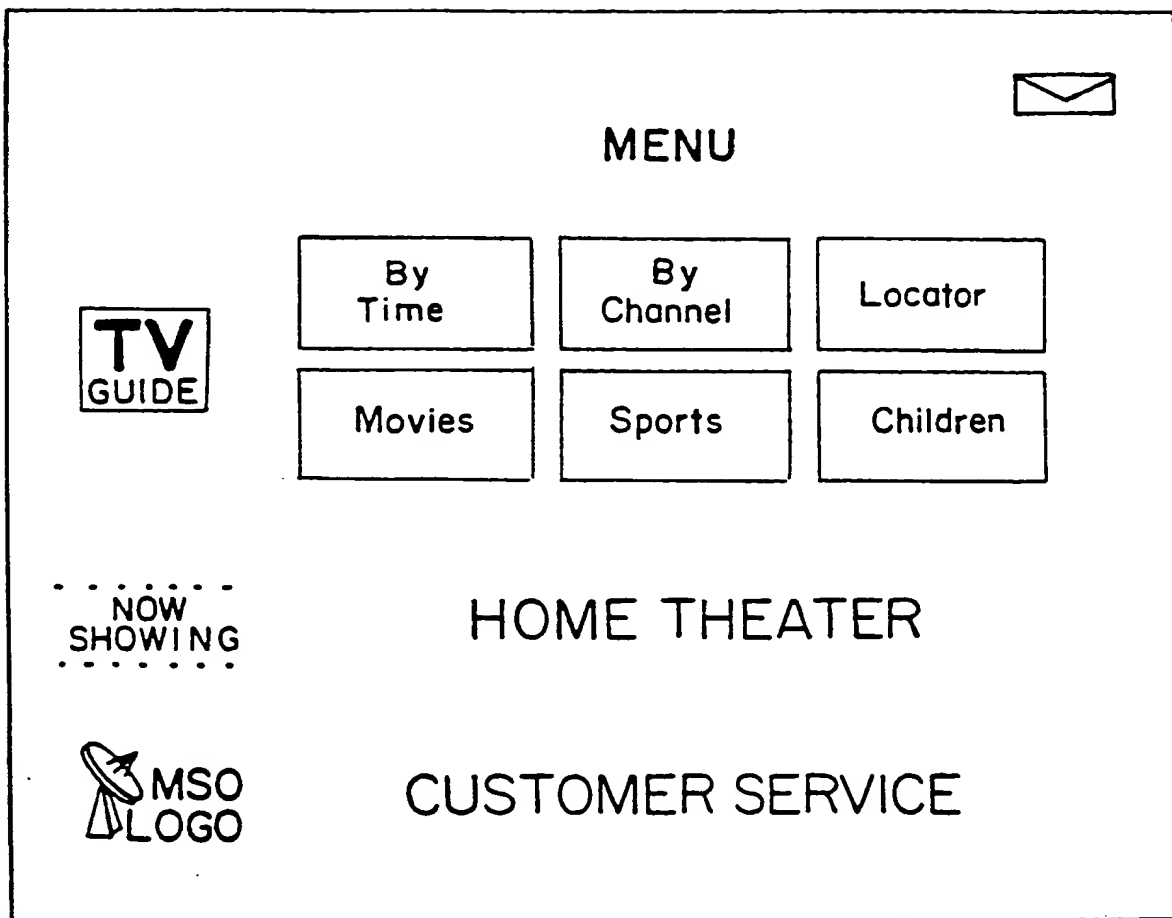 MENU
By
Time
By
Channel
Locator
TV
GUIDE
Movies
Sports
Children
NOW
SHOWING
HOME THEATER
MSO
LOGO
CUSTOMER SERVICE